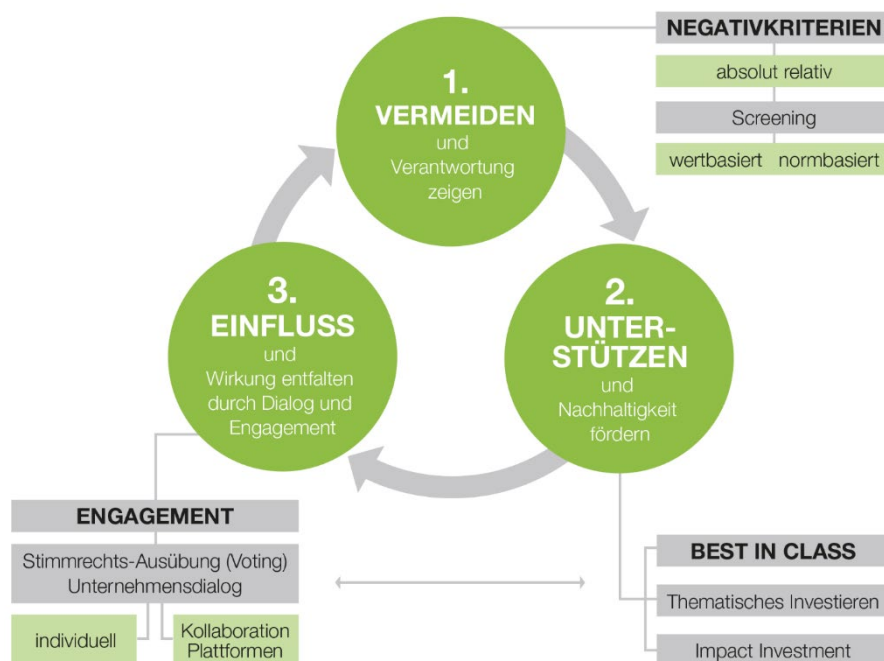 1.
VERMEIDEN
und
Verantwortung
zeigen
NEGATIVKRITERIEN
absolut relativ
Screening
wertbasiert normbasiert
3.
EINFLUSS
und
Wirkung entfalten
durch Dialog und
Engagement
2.
UNTER-
STÜTZEN
und
Nachhaltigkeit
fördern
ENGAGEMENT
Stimmrechts-Ausübung (Voting)
Unternehmensdialog
individuell
Kollaboration
Plattformen
BEST IN CLASS
Thematisches Investieren
Impact Investment